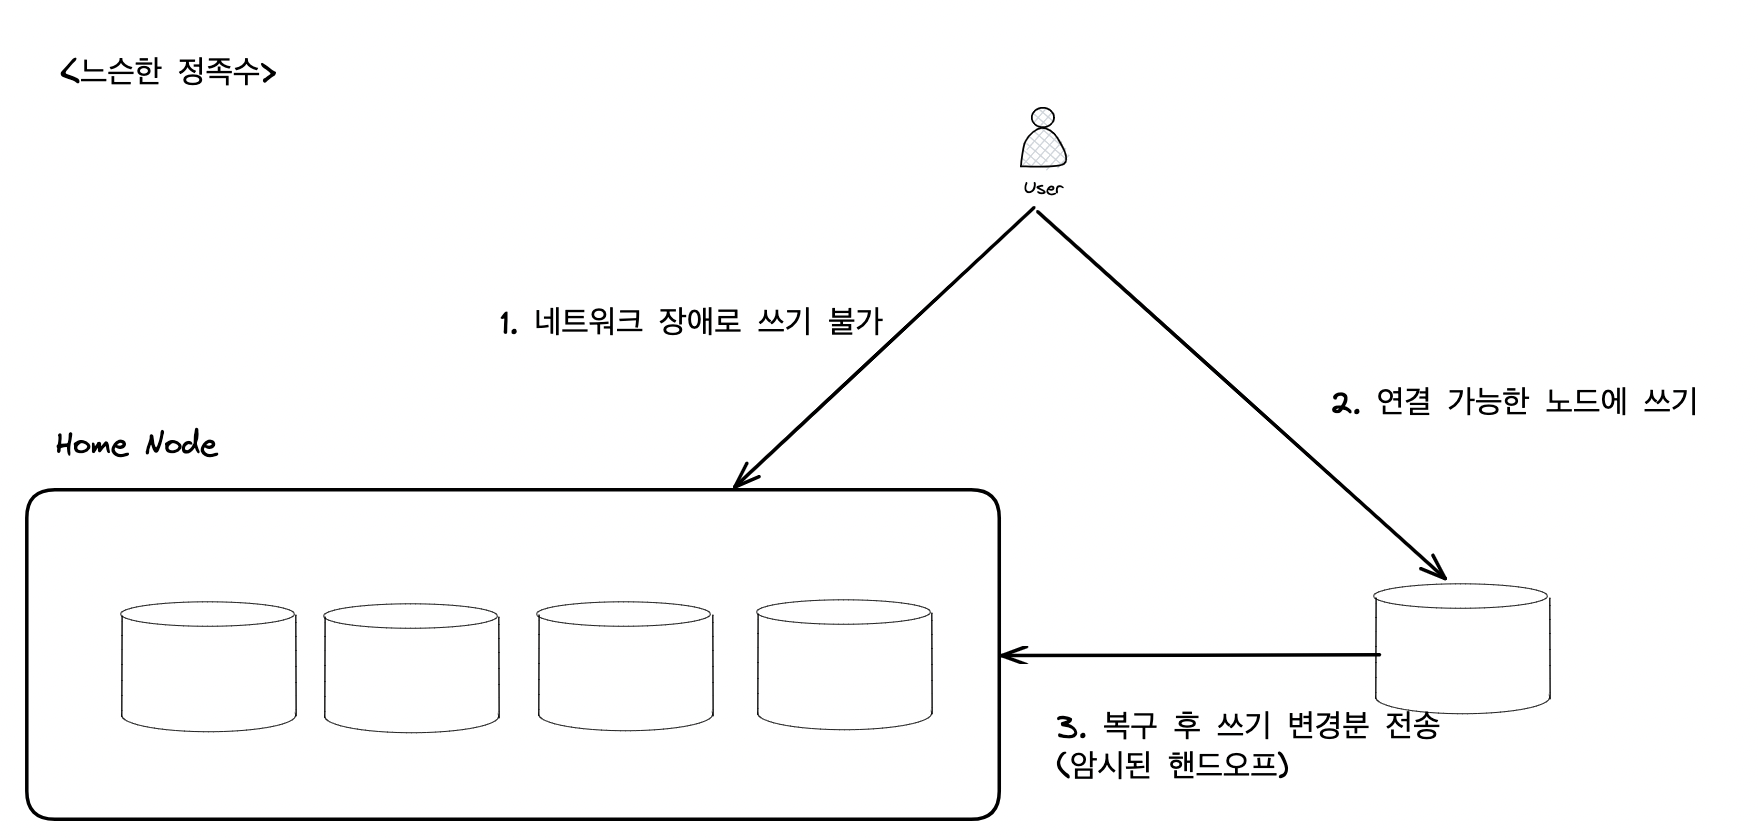 <느슨한 정족수>
User
1. 네트워크 장애로 쓰기 불가
2. 연결 가능한 노드에 쓰기
Home Node
3. 복구 후 쓰기 변경분 전송
(암시된 핸드오프)